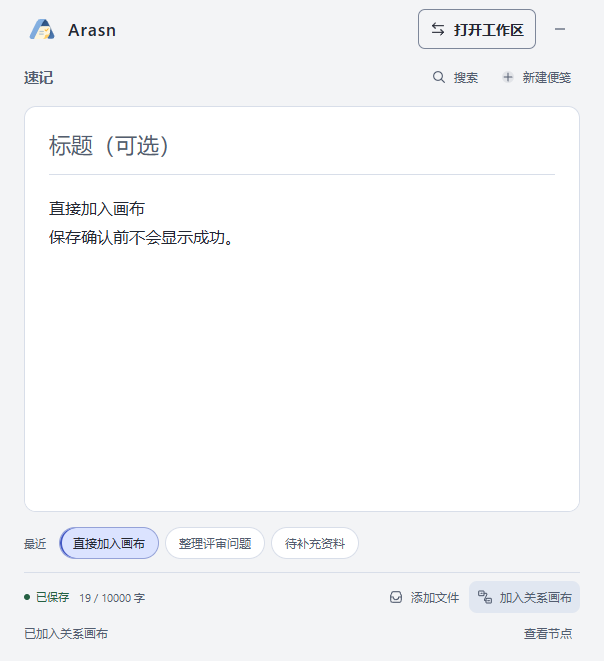 Arasn
打开工作区
速记
搜索
新建便笺
标题（可选）
直接加入画布
保存确认前不会显示成功。
最近
直接加入画布
整理评审问题
待补充资料
已保存 19 / 10000 字
添加文件
加入关系画布
已加入关系画布
查看节点